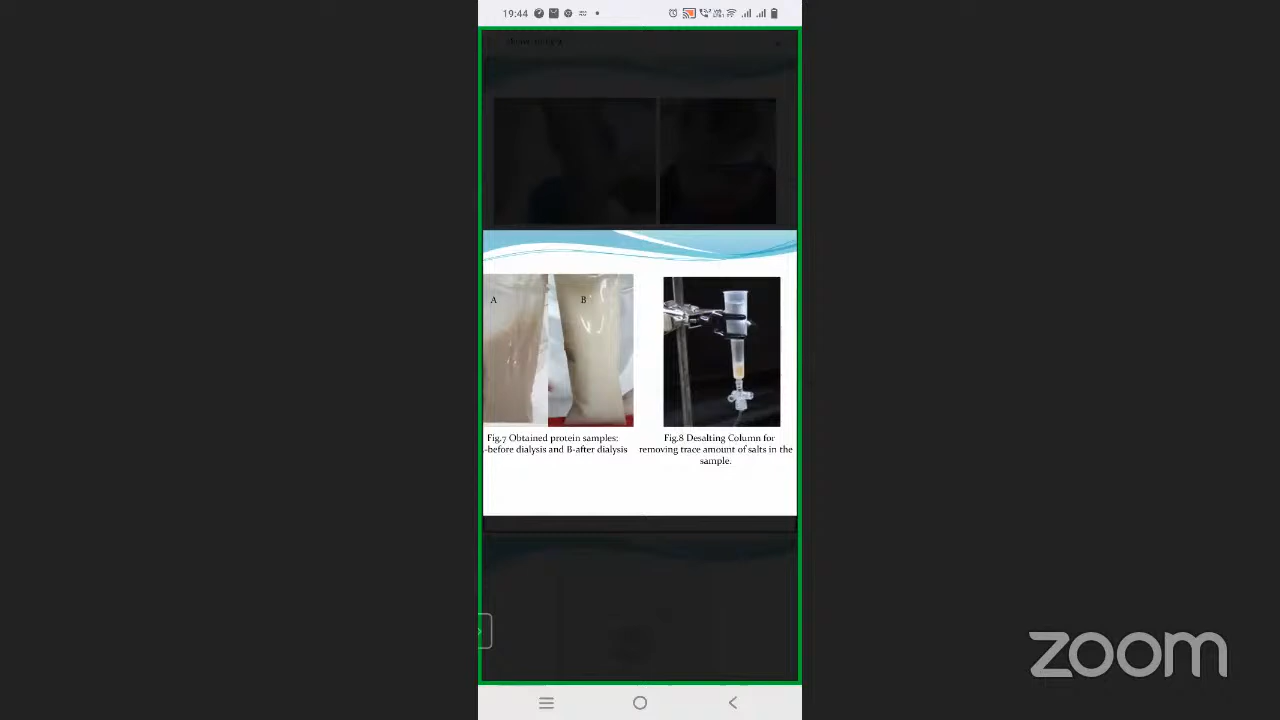 19:44
A
B
Fig.7 Obtained protein samples:
-before dialysis and B-after dialysis
Fig.8 Desalting Column for
removing trace amount of salts in the
sample.
zoom